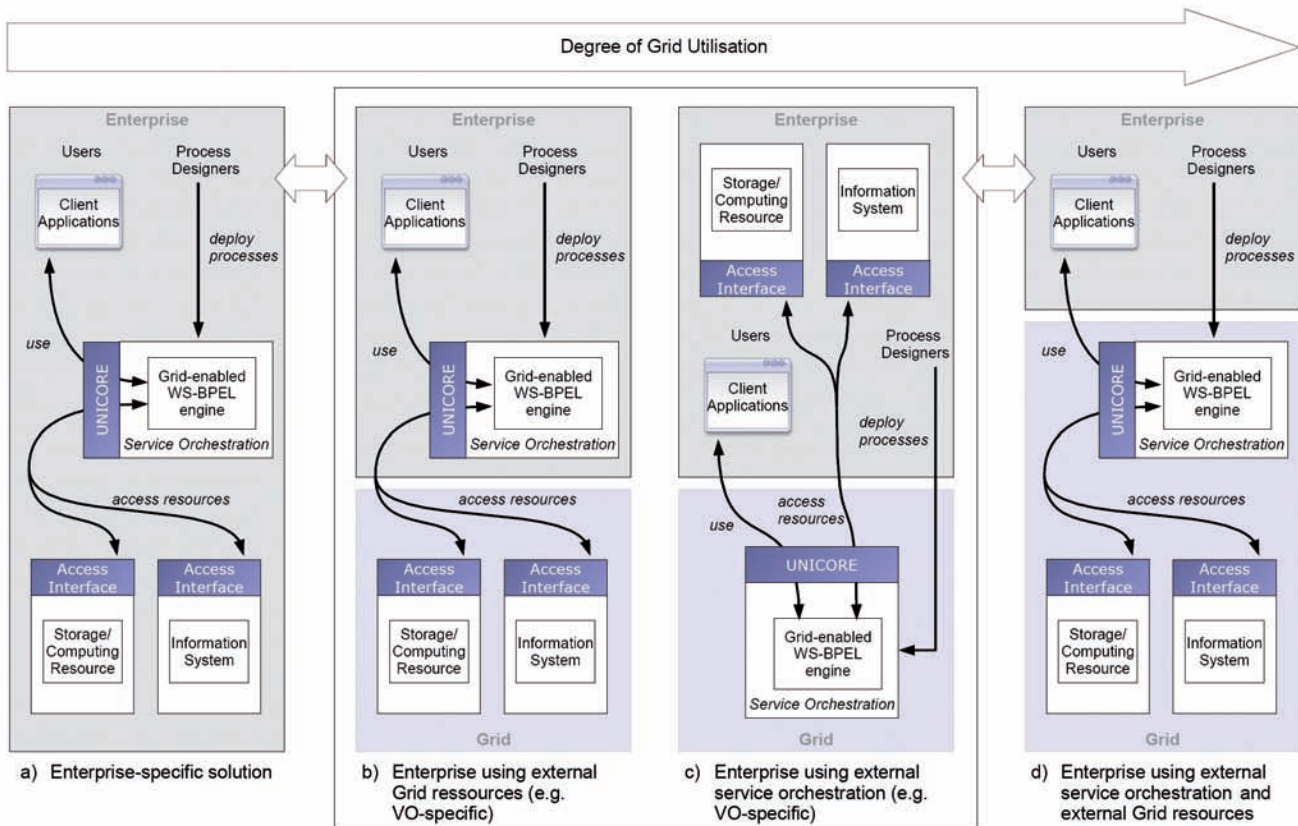 Degree of Grid Utilisation
Enterprise
Users
Process
Designers
Client
Applications
deploy
processes
use
UNICORE
Grid-enabled
WS-BPEL
engine
Service Orchestration
access resources
Access
Interface
Storage/
Computing
Resource
Access
Interface
Information
System
a) Enterprise-specific solution
Enterprise
Users
Process
Designers
Client
Applications
deploy
processes
use
UNICORE
Grid-enabled
WS-BPEL
engine
Service Orchestration
access resources
Access
Interface
Storage/
Computing
Resource
Access
Interface
Information
System
Grid
b) Enterprise using external
Grid ressources (e.g.
VO-specific)
Enterprise
Storage/
Computing
Resource
Access
Interface
Information
System
Access
Interface
Users
Process
Designers
Client
Applications
deploy
processes
use
access
resources
UNICORE
Grid-enabled
WS-BPEL
engine
Service Orchestration
Grid
c) Enterprise using external
service orchestration (e.g.
VO-specific)
Enterprise
Users
Process
Designers
Client
Applications
deploy
processes
use
UNICORE
Grid-enabled
WS-BPEL
engine
Service Orchestration
access resources
Access
Interface
Storage/
Computing
Resource
Access
Interface
Information
System
Grid
d) Enterprise using external
service orchestration and
external Grid resources